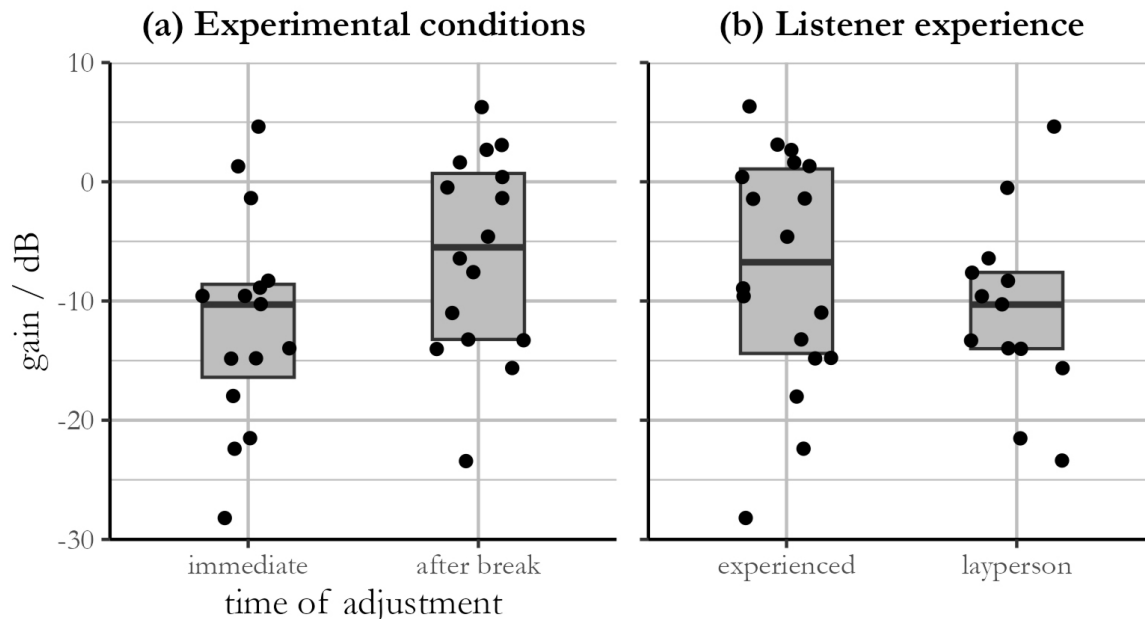 (a) Experimental conditions
(b) Listener experience
gain / dB
10
0
-10
-20
-30
immediate
after break
experienced
layperson
time of adjustment